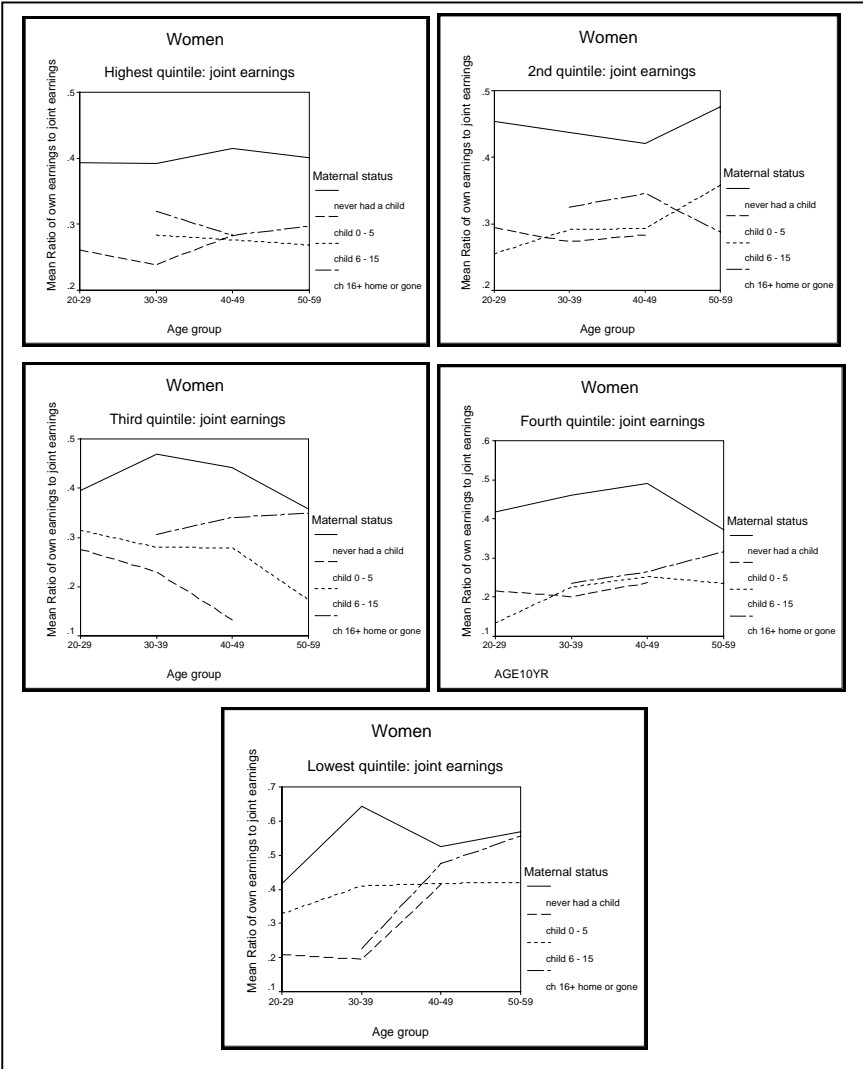 Women
Highest quintile: joint earnings
Mean Ratio of own earnings to joint earnings
.5
.4
.3
.2
20-29
30-39
40-49
50-59
Age group
Maternal status
never had a child
child 0 - 5
child 6 - 15
ch 16+ home or gone
Women
2nd quintile: joint earnings
Mean Ratio of own earnings to joint earnings
.5
.4
.3
.2
20-29
30-39
40-49
50-59
Age group
Maternal status
never had a child
child 0 - 5
child 6 - 15
ch 16+ home or gone
Women
Third quintile: joint earnings
Mean Ratio of own earnings to joint earnings
.5
.4
.3
.2
.1
20-29
30-39
40-49
50-59
Age group
Maternal status
never had a child
child 0 - 5
child 6 - 15
ch 16+ home or gone
Women
Fourth quintile: joint earnings
Mean Ratio of own earnings to joint earnings
.6
.5
.4
.3
.2
.1
20-29
30-39
40-49
50-59
AGE10YR
Maternal status
never had a child
child 0 - 5
child 6 - 15
ch 16+ home or gone
Women
Lowest quintile: joint earnings
Mean Ratio of own earnings to joint earnings
.7
.6
.5
.4
.3
.2
.1
20-29
30-39
40-49
50-59
Age group
Maternal status
never had a child
child 0 - 5
child 6 - 15
ch 16+ home or gone